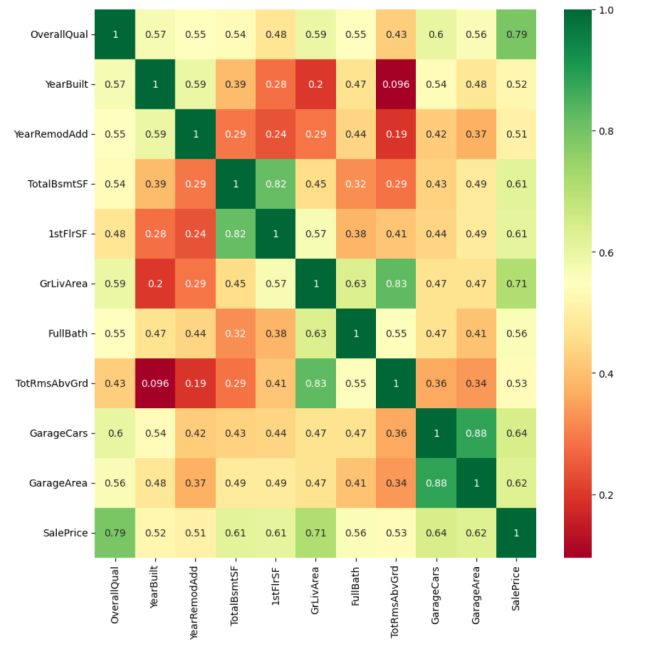 OverallQual 1 0.57 0.55 0.54 0.48 0.59 0.55 0.43 0.6 0.56 0.79
YearBuilt 0.57 1 0.59 0.39 0.28 0.2 0.47 0.096 0.54 0.48 0.52
YearRemodAdd 0.55 0.59 1 0.29 0.24 0.29 0.44 0.19 0.42 0.37 0.51
TotalBsmtSF 0.54 0.39 0.29 1 0.82 0.45 0.32 0.29 0.43 0.49 0.61
1stFlrSF 0.48 0.28 0.24 0.82 1 0.57 0.38 0.41 0.44 0.49 0.61
GrLivArea 0.59 0.2 0.29 0.45 0.57 1 0.63 0.83 0.47 0.47 0.71
FullBath 0.55 0.47 0.44 0.32 0.38 0.63 1 0.55 0.47 0.41 0.56
TotRmsAbvGrd 0.43 0.096 0.19 0.29 0.41 0.83 0.55 1 0.36 0.34 0.53
GarageCars 0.6 0.54 0.42 0.43 0.44 0.47 0.47 0.36 1 0.88 0.64
GarageArea 0.56 0.48 0.37 0.49 0.49 0.47 0.41 0.34 0.88 1 0.62
SalePrice 0.79 0.52 0.51 0.61 0.61 0.71 0.56 0.53 0.64 0.62 1
OverallQual
YearBuilt
YearRemodAdd
TotalBsmtSF
1stFlrSF
GrLivArea
FullBath
TotRmsAbvGrd
GarageCars
GarageArea
SalePrice
1.0
0.8
0.6
0.4
0.2